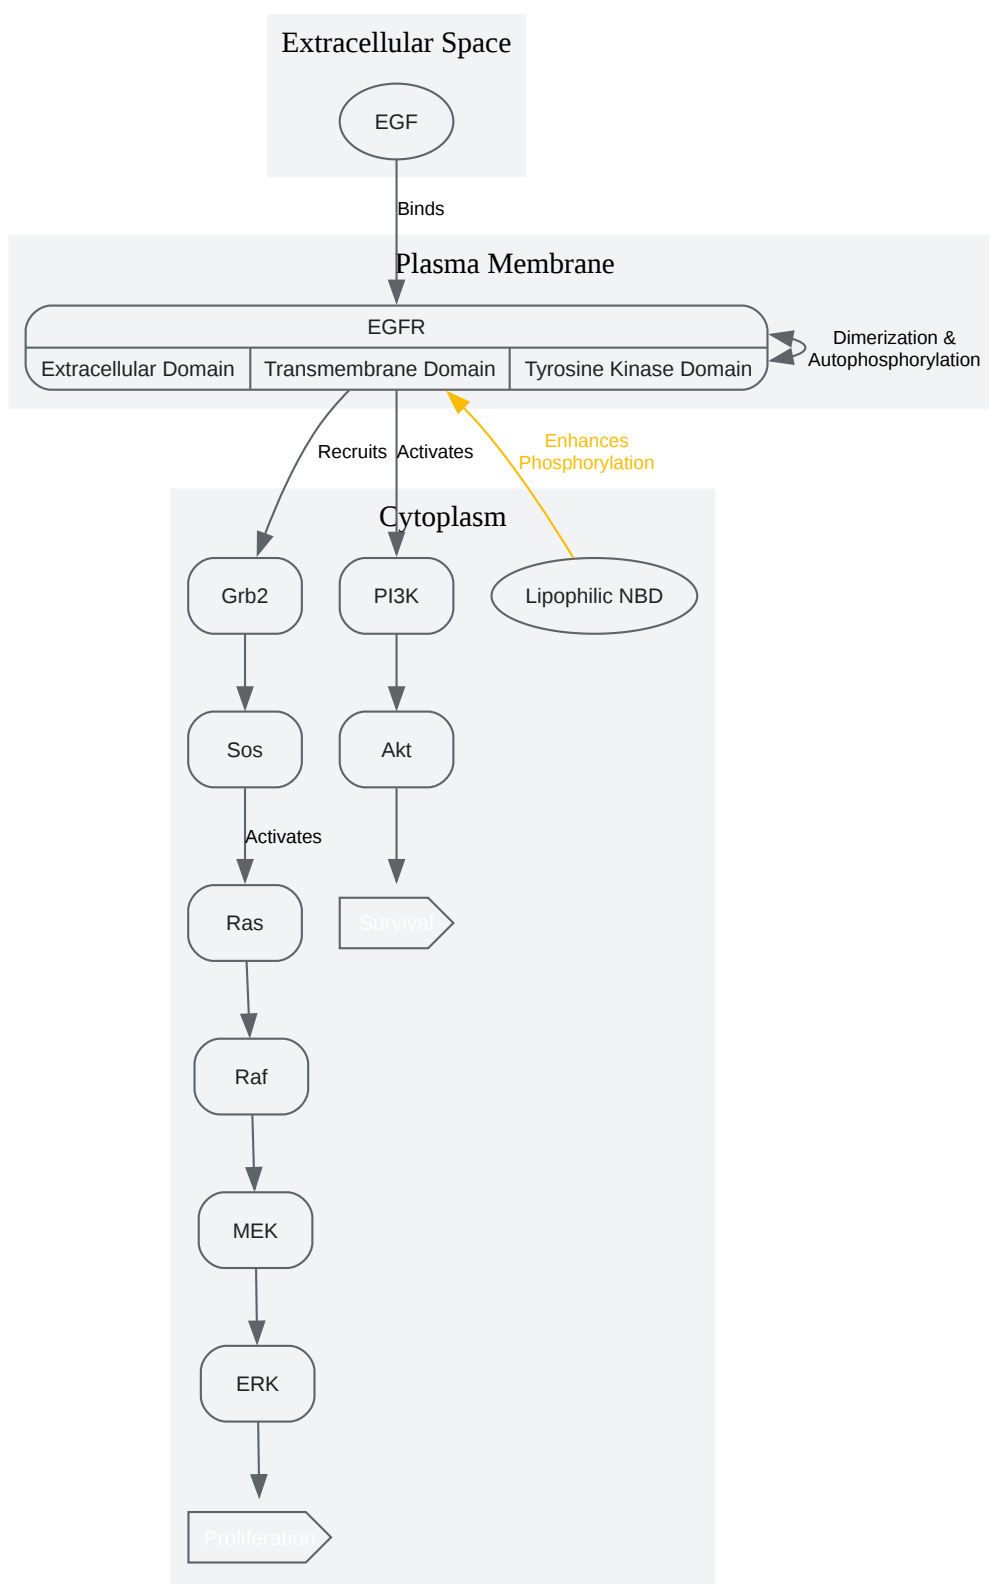 Extracellular Space
EGF
Binds
Plasma Membrane
EGFR
Extracellular Domain
Transmembrane Domain
Tyrosine Kinase Domain
Dimerization &
Autophosphorylation
Recruits
Activates
Enhances
Phosphorylation
Cytoplasm
Grb2
PI3K
Lipophilic NBD
Sos
Akt
Activates
Ras
Survival
Raf
MEK
ERK
Proliferation